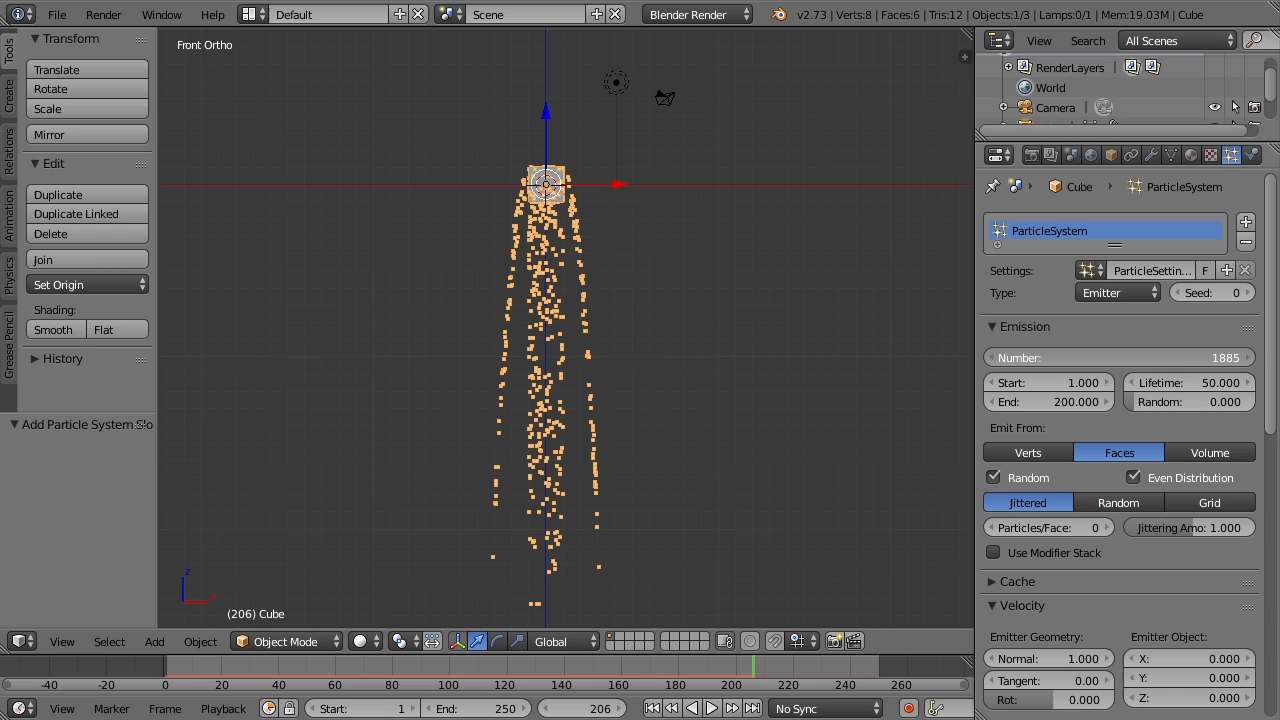 File Render Window Help Default Scene Blender Render v2.73 | Verts:8 | Faces:6 | Tris:12 | Objects:1/3 | Lamps:0/1 | Mem:19.03M | Cube
Tools
Create
Relations
Animation
Physics
Grease Pencil
Transform
Translate
Rotate
Scale
Mirror
Edit
Duplicate
Duplicate Linked
Delete
Join
Set Origin
Shading:
Smooth Flat
History
Add Particle System Slo
Front Ortho
z
x
(206) Cube
View Search All Scenes
RenderLayers
World
Camera
Cube ParticleSystem
ParticleSystem
Settings: ParticleSettin... F
Type: Emitter Seed: 0
Emission
Number: 1885
Start: 1.000 Lifetime: 50.000
End: 200.000 Random: 0.000
Emit From:
Verts Faces Volume
Random Even Distribution
Jittered Random Grid
Particles/Face: 0 Jittering Amo: 1.000
Use Modifier Stack
Cache
Velocity
Emitter Geometry: Emitter Object:
Normal: 1.000 X: 0.000
Tangent: 0.00 Y: 0.000
Rot: 0.000 Z: 0.000
View Select Add Object Object Mode Global
-40 -20 0 20 40 60 80 100 120 140 160 180 200 220 240 260
View Marker Frame Playback Start: 1 End: 250 206 No Sync